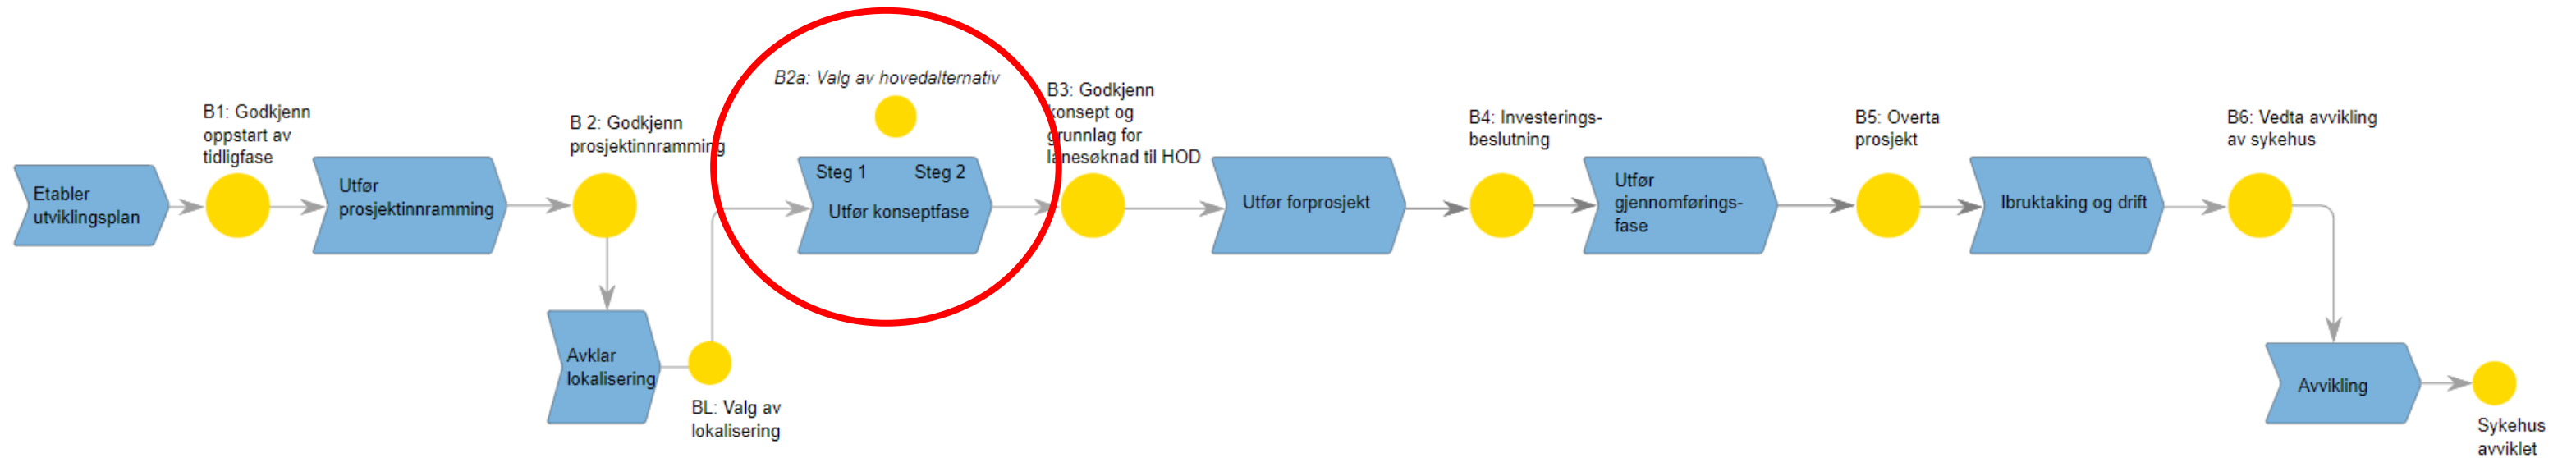 Etabler
utviklingsplan
B1: Godkjenn
oppstart av
tidligfase
Utfør
prosjektinnramming
B 2: Godkjenn
prosjektinnramming
Avklar
lokalisering
BL: Valg av
lokalisering
B2a: Valg av hovedalternativ
Steg 1 Steg 2
Utfør konseptfase
B3: Godkjenn
konsept og
grunnlag for
lånesøknad til HOD
Utfør forprosjekt
B4: Investerings-
beslutning
Utfør
gjennomførings-
fase
B5: Overta
prosjekt
Ibruktaking og drift
B6: Vedta avvikling
av sykehus
Avvikling
Sykehus
avviklet